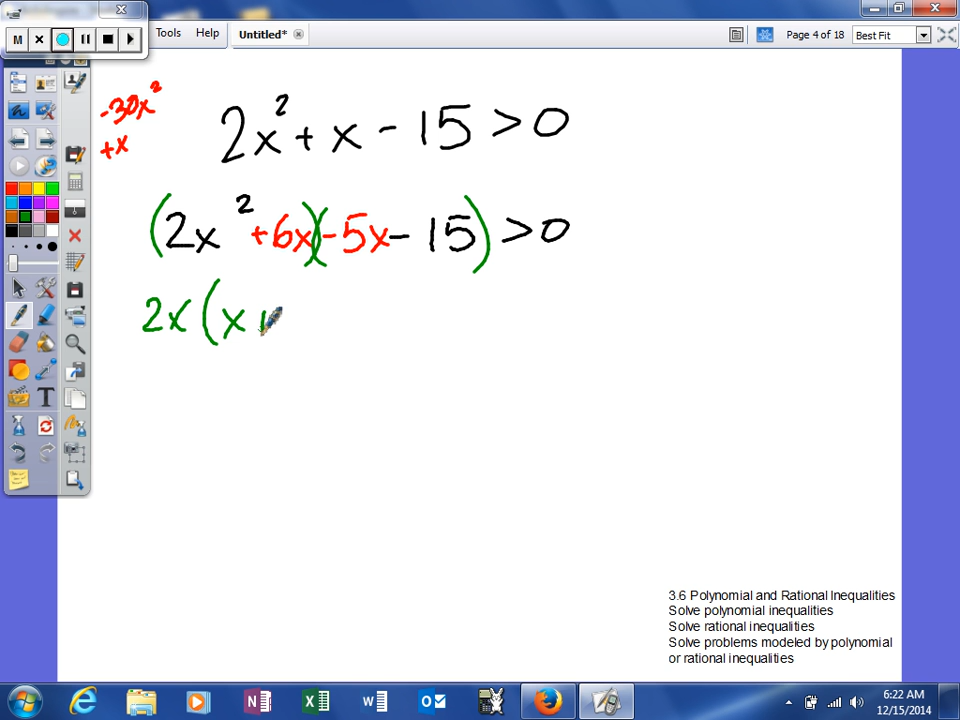 M
Tools Help Untitled* Page 4 of 18 Best Fit
-30x²
+x
2x² + x - 15 > 0
(2x² +6x)(-5x - 15) > 0
2x (x
T
3.6 Polynomial and Rational Inequalities
Solve polynomial inequalities
Solve rational inequalities
Solve problems modeled by polynomial
or rational inequalities
6:22 AM
12/15/2014